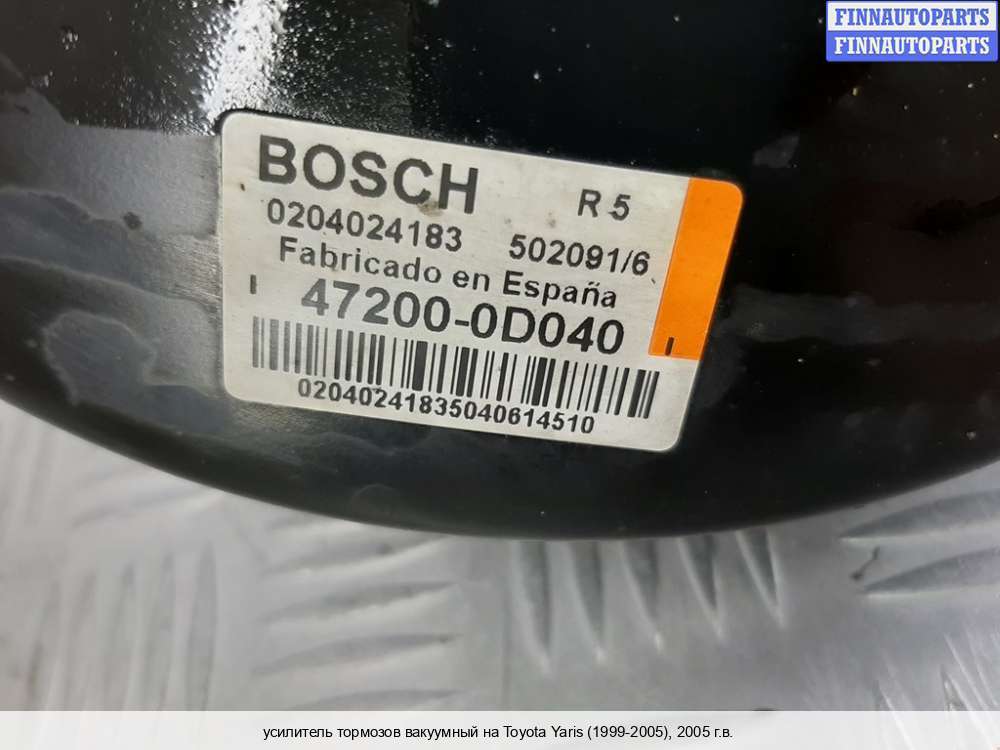 FINNAUTOPARTS
FINNAUTOPARTS
BOSCH R 5
0204024183 502091/6
Fabricado en España
47200-0D040
02040241835040614510
усилитель тормозов вакуумный на Toyota Yaris (1999-2005), 2005 г.в.